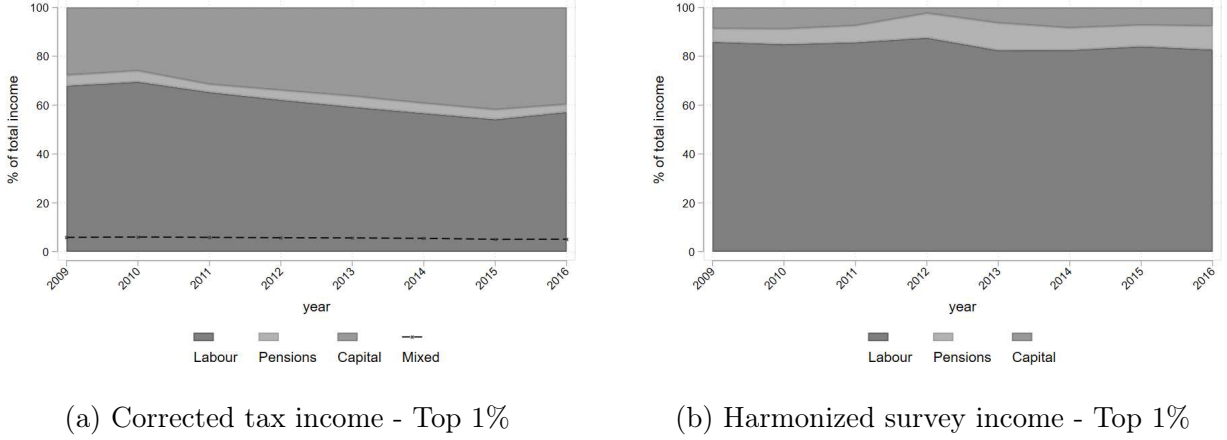 100
80
60
40
20
0
% of total income
2009
2010
2011
2012
2013
2014
2015
2016
year
Labour
Pensions
Capital
Mixed
(a) Corrected tax income - Top 1%
100
80
60
40
20
0
% of total income
2009
2010
2011
2012
2013
2014
2015
2016
year
Labour
Pensions
Capital
(b) Harmonized survey income - Top 1%